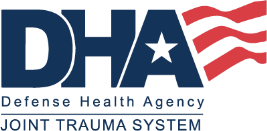 DHA
Defense Health Agency
JOINT TRAUMA SYSTEM